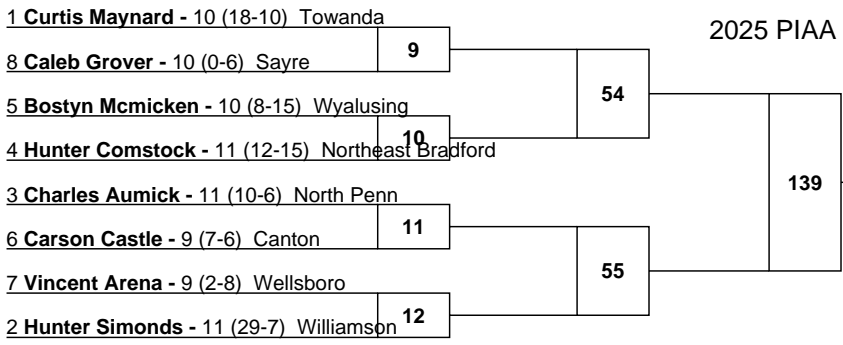 1 Curtis Maynard - 10 (18-10) Towanda
2025 PIAA
9
8 Caleb Grover - 10 (0-6) Sayre
54
5 Bostyn Mcmicken - 10 (8-15) Wyalusing
10
4 Hunter Comstock - 11 (12-15) Northeast Bradford
139
3 Charles Aumick - 11 (10-6) North Penn
11
6 Carson Castle - 9 (7-6) Canton
55
7 Vincent Arena - 9 (2-8) Wellsboro
12
2 Hunter Simonds - 11 (29-7) Williamson